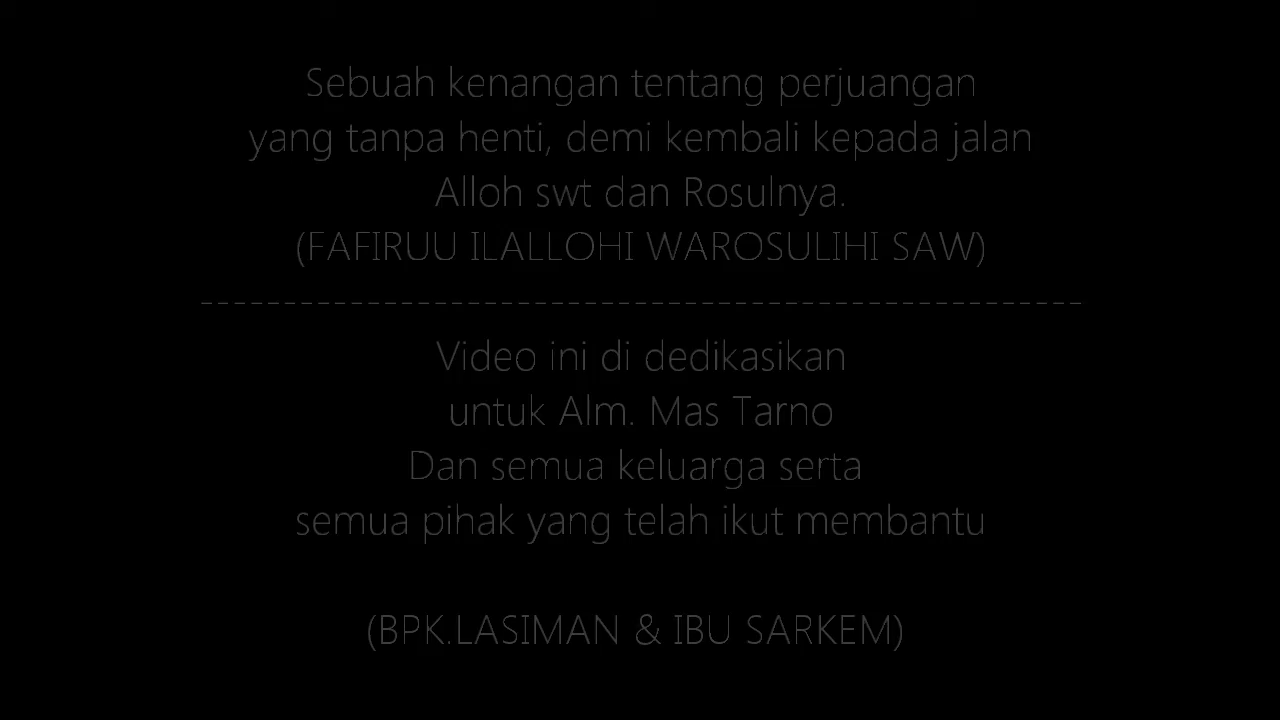 Sebuah kenangan tentang perjuangan
yang tanpa henti, demi kembali kepada jalan
Alloh swt dan Rosulnya.
(FAFIRUU ILALLOHI WAROSULIHI SAW)
-----------------------------------------------------
Video ini di dedikasikan
untuk Alm. Mas Tarno
Dan semua keluarga serta
semua pihak yang telah ikut membantu
(BPK.LASIMAN & IBU SARKEM)